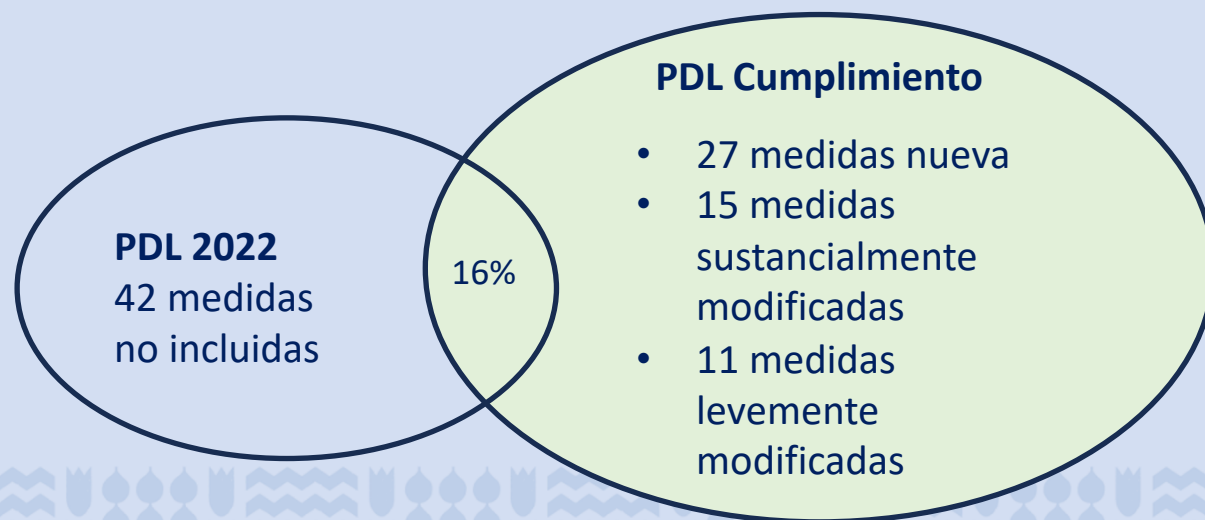 PDL 2022
42 medidas
no incluidas
16%
PDL Cumplimiento
• 27 medidas nueva
• 15 medidas
sustancialmente
modificadas
• 11 medidas
levemente
modificadas